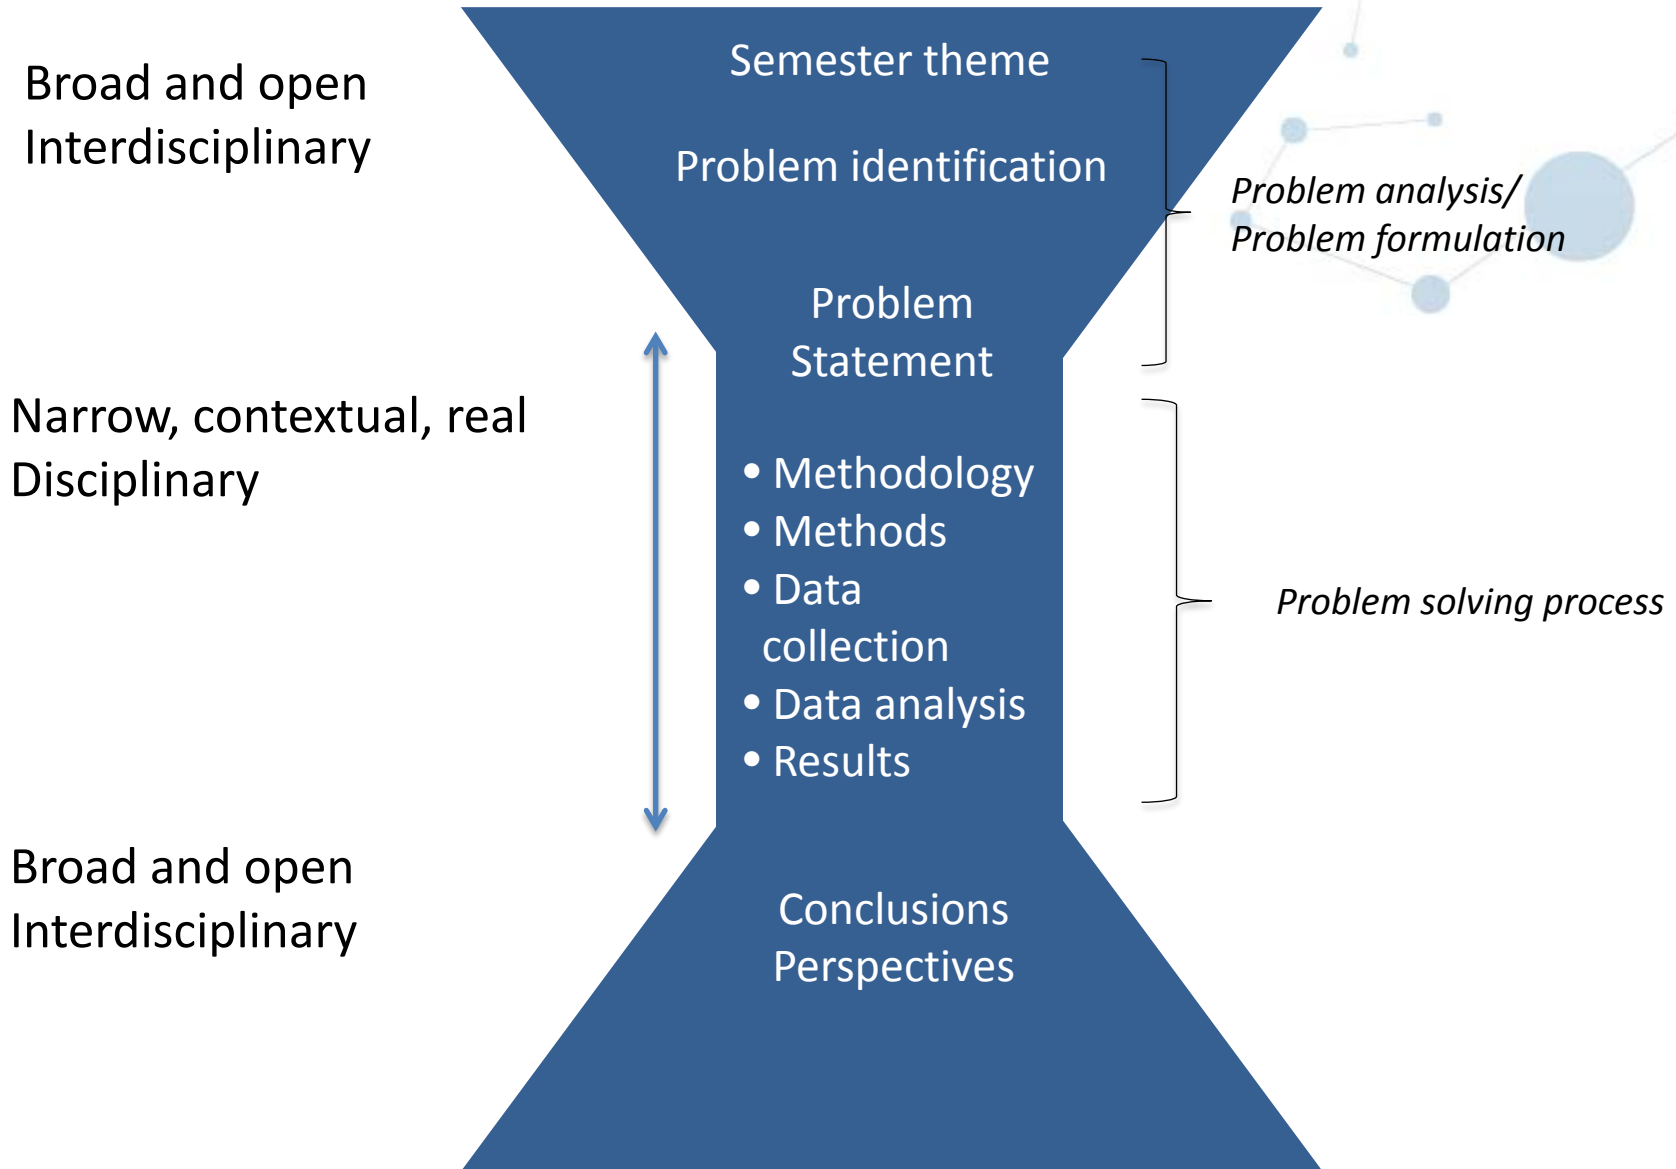 Semester theme
Broad and open
Interdisciplinary
Problem identification
Problem analysis/
Problem formulation
Problem
Statement
Narrow, contextual, real
Disciplinary
• Methodology
• Methods
• Data
collection
• Data analysis
• Results
Problem solving process
Broad and open
Interdisciplinary
Conclusions
Perspectives